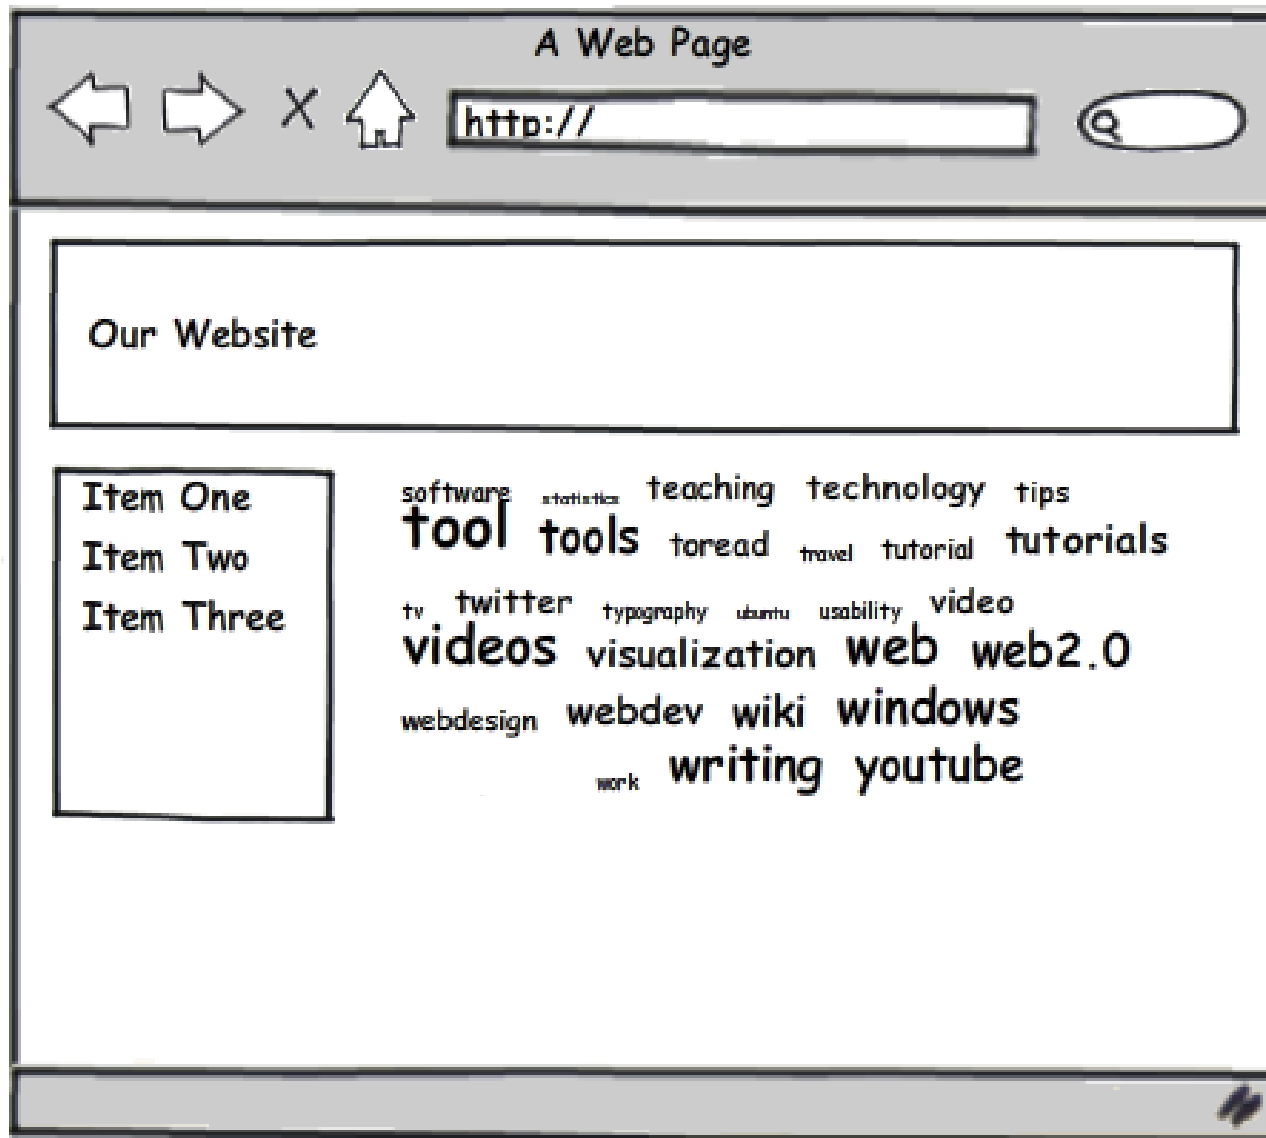 A Web Page
http://
Our Website
Item One
Item Two
Item Three
software statistics teaching technology tips
tool tools toread travel tutorial tutorials
tv twitter typography ubuntu usability video
videos visualization web web2.0
webdesign webdev wiki windows
work writing youtube